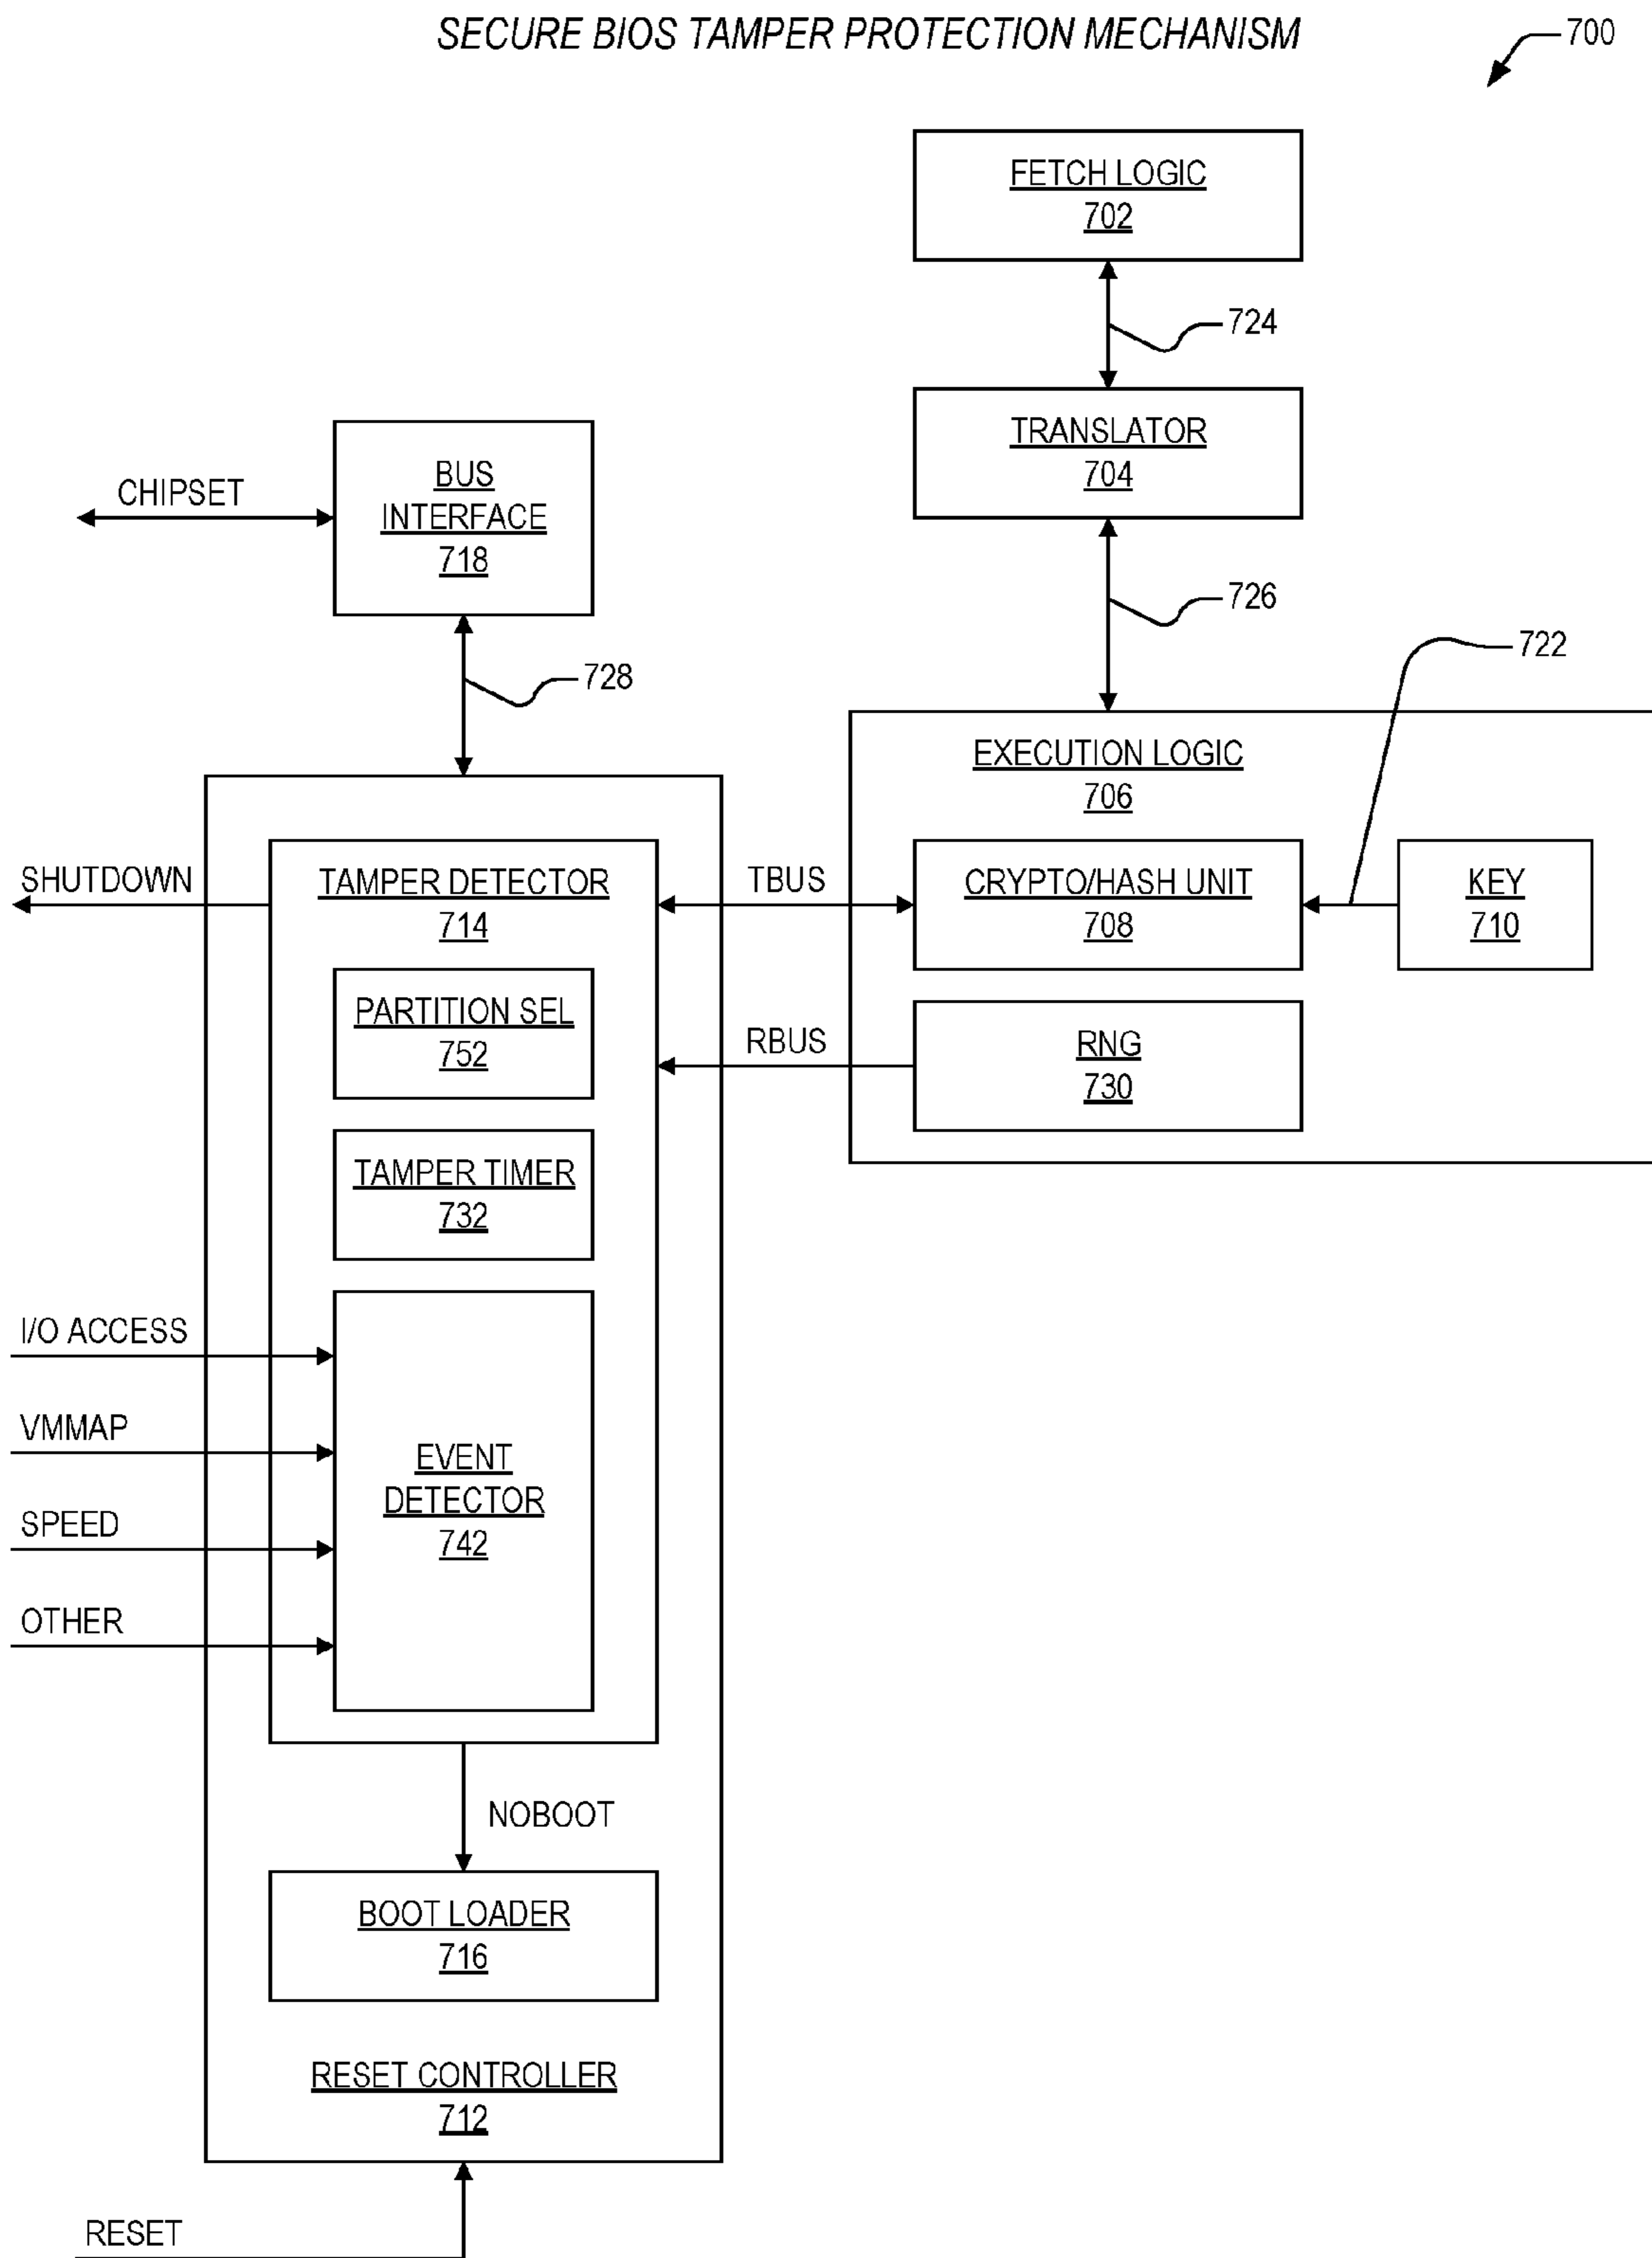 SECURE BIOS TAMPER PROTECTION MECHANISM
700
FETCH LOGIC
702
724
TRANSLATOR
704
CHIPSET
BUS
INTERFACE
718
726
722
728
EXECUTION LOGIC
706
SHUTDOWN
TAMPER DETECTOR
714
TBUS
CRYPTO/HASH UNIT
708
KEY
710
PARTITION SEL
752
RBUS
RNG
730
TAMPER TIMER
732
I/O ACCESS
VMMAP
SPEED
OTHER
EVENT
DETECTOR
742
NOBOOT
BOOT LOADER
716
RESET CONTROLLER
712
RESET